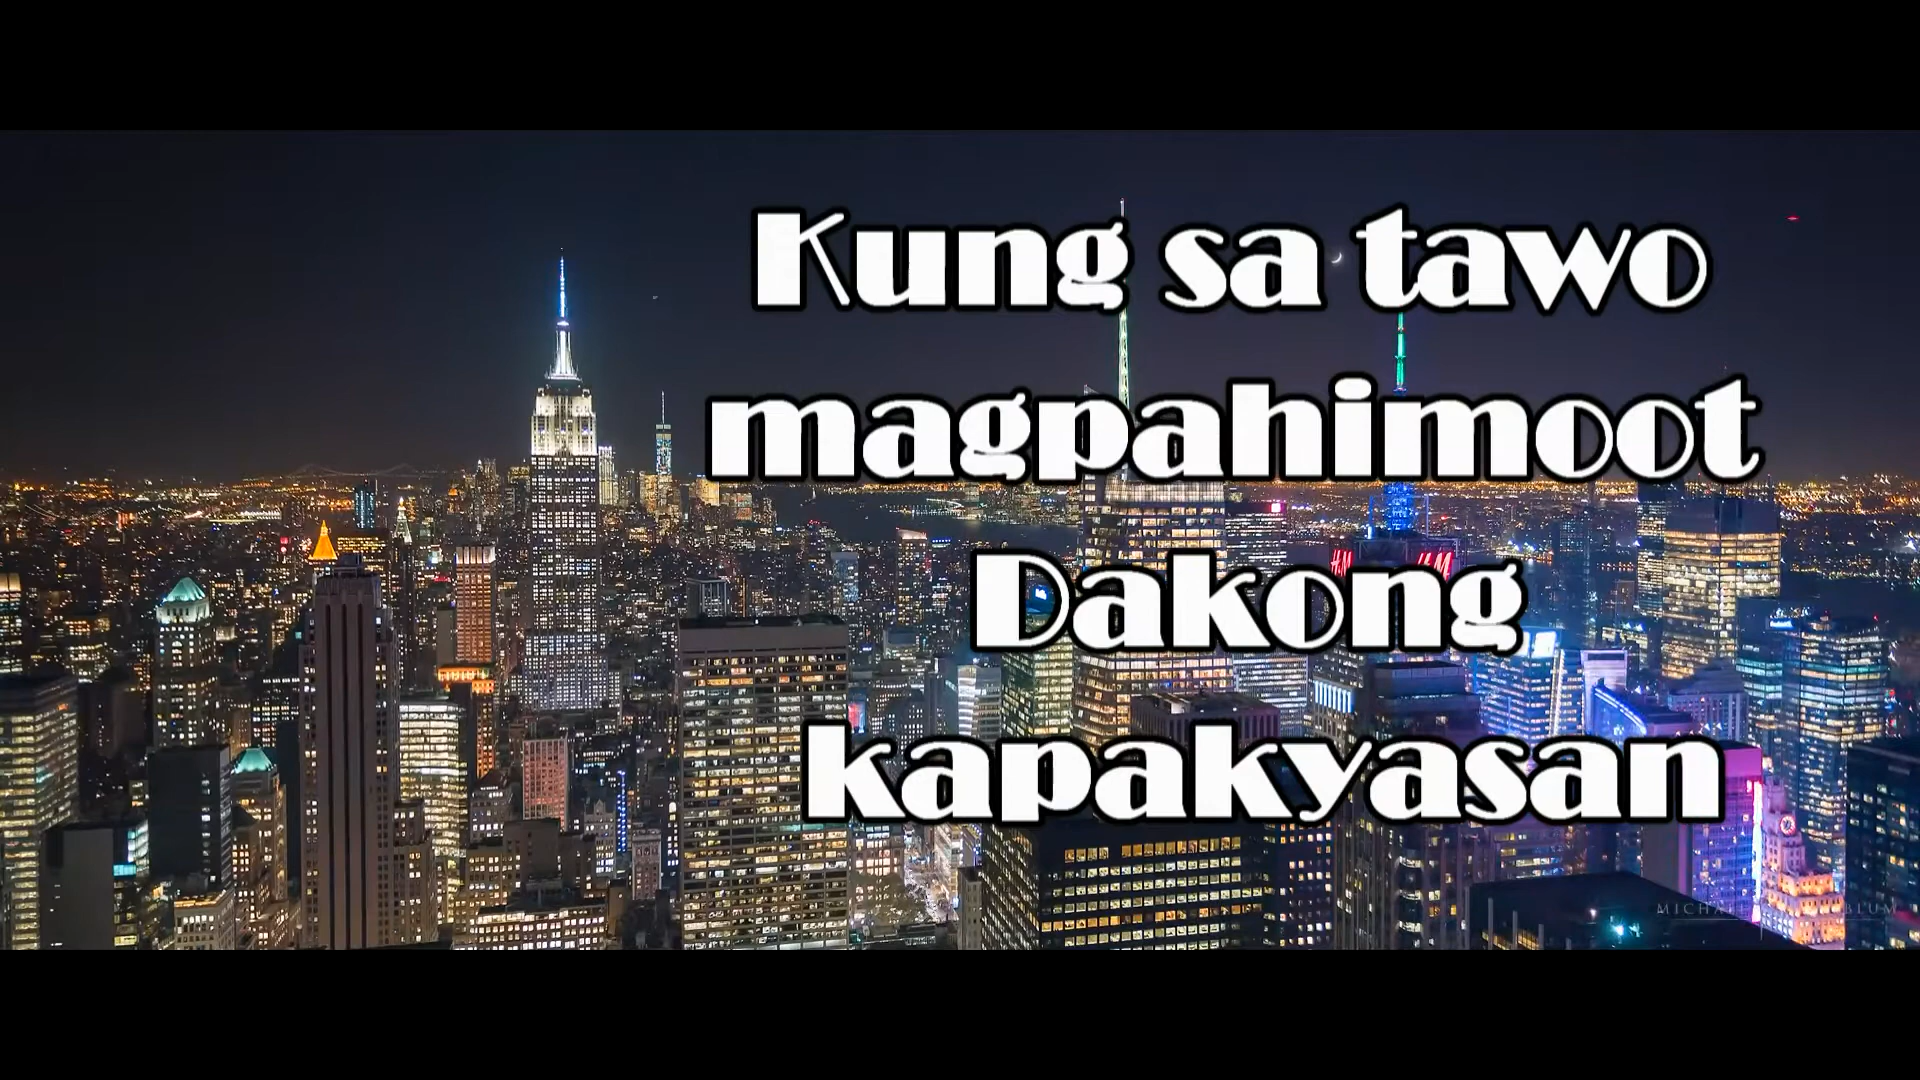 Kung sa tawo
magpahimoot
Dakong
kapakyasan
H&M